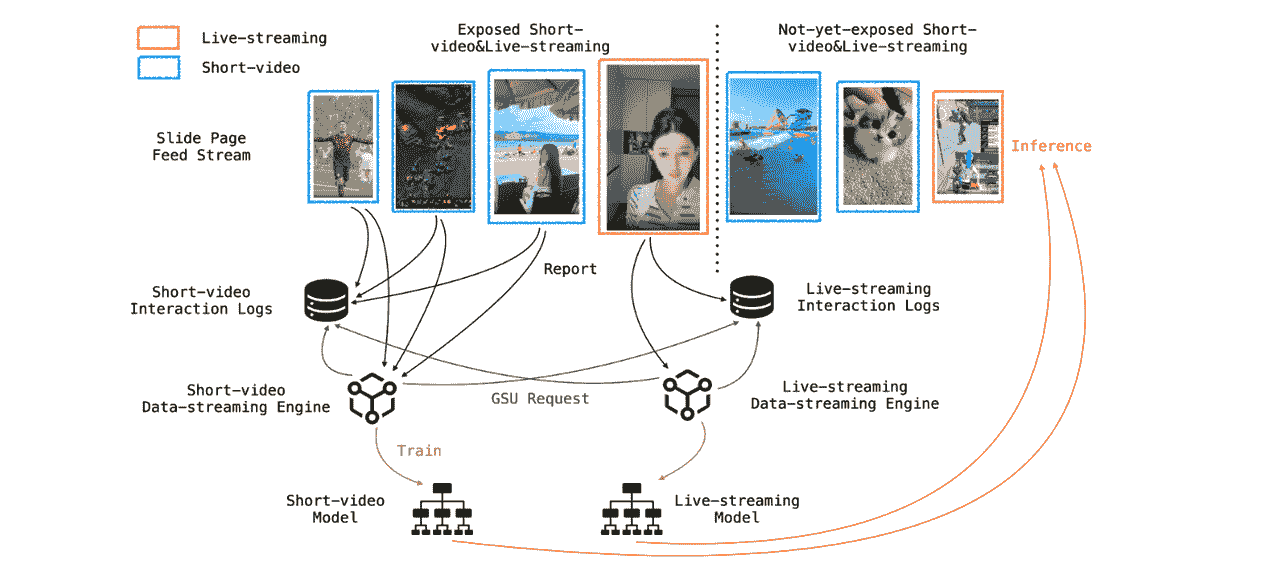 Live-streaming
Short-video
Exposed Short-
video&Live-streaming
Not-yet-exposed Short-
video&Live-streaming
Slide Page
Feed Stream
Inference
Report
Short-video
Interaction Logs
Live-streaming
Interaction Logs
Short-video
Data-streaming Engine
GSU Request
Live-streaming
Data-streaming Engine
Train
Short-video
Model
Live-streaming
Model